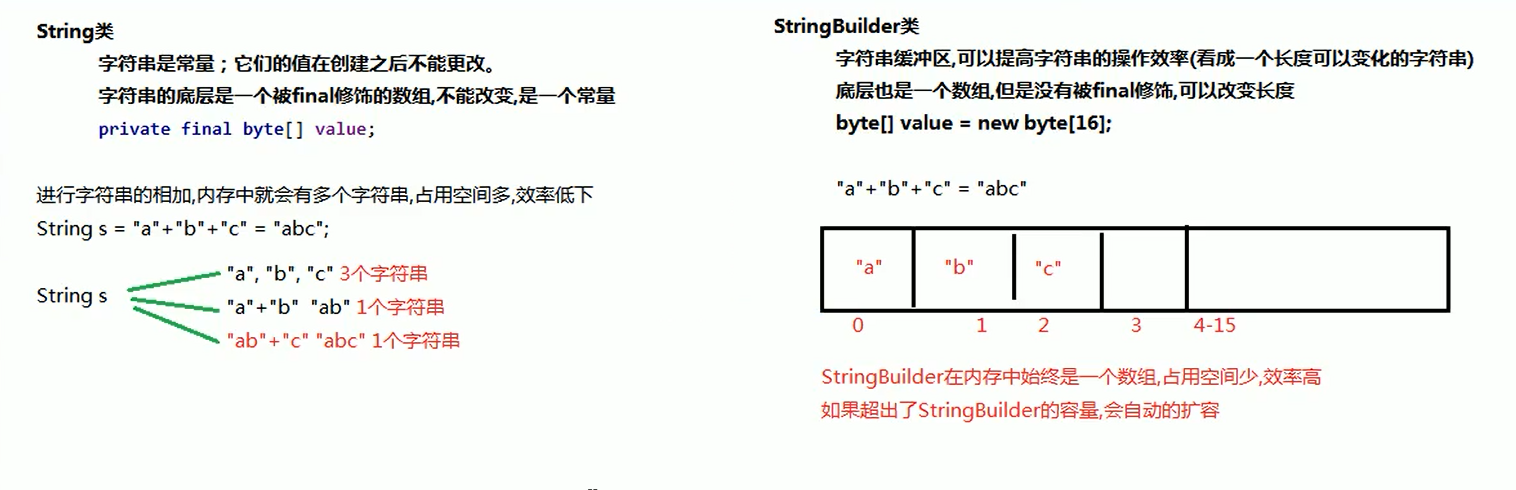 String类
字符串是常量；它们的值在创建之后不能更改。
字符串的底层是一个被final修饰的数组,不能改变,是一个常量
private final byte[] value;
进行字符串的相加,内存中就会有多个字符串,占用空间多,效率低下
String s = "a"+"b"+"c" = "abc";
"a", "b", "c" 3个字符串
String s
"a"+"b" "ab" 1个字符串
"ab"+"c" "abc" 1个字符串
StringBuilder类
字符串缓冲区,可以提高字符串的操作效率(看成一个长度可以变化的字符串)
底层也是一个数组,但是没有被final修饰,可以改变长度
byte[] value = new byte[16];
"a"+"b"+"c" = "abc"
"a" "b" "c"
0 1 2 3 4-15
StringBuilder在内存中始终是一个数组,占用空间少,效率高
如果超出了StringBuilder的容量,会自动的扩容